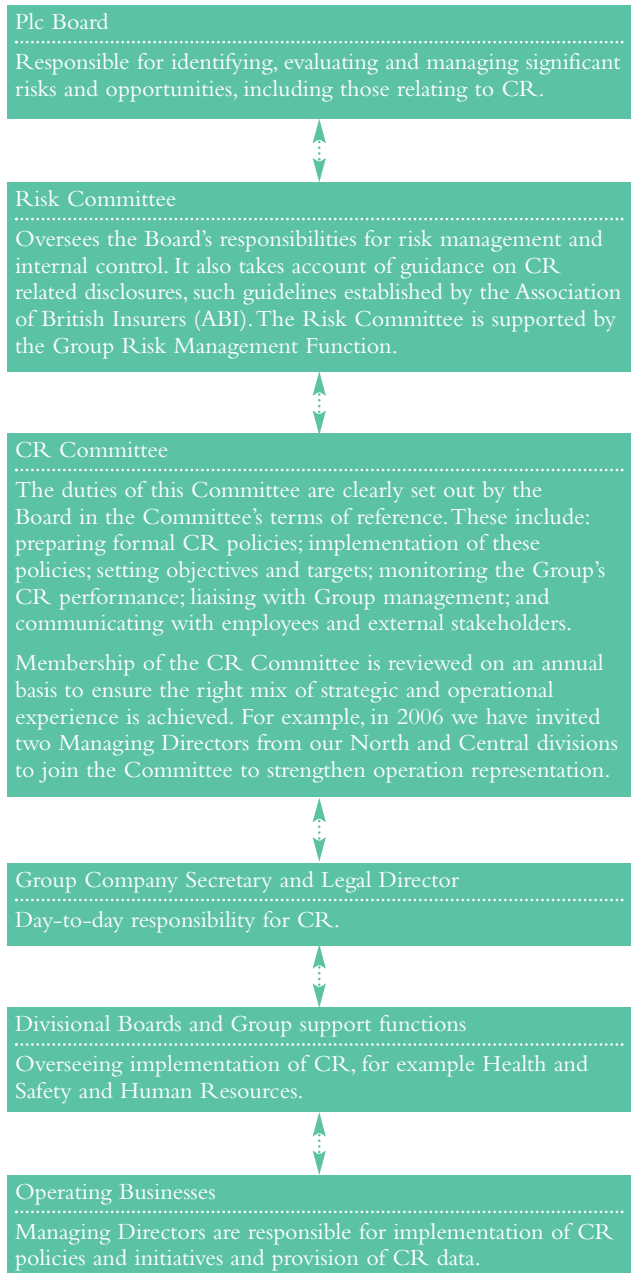 Plc Board
Responsible for identifying, evaluating and managing significant
risks and opportunities, including those relating to CR.
Risk Committee
Oversees the Board’s responsibilities for risk management and
internal control. It also takes account of guidance on CR
related disclosures, such guidelines established by the Association
of British Insurers (ABI). The Risk Committee is supported by
the Group Risk Management Function.
CR Committee
The duties of this Committee are clearly set out by the
Board in the Committee’s terms of reference. These include:
preparing formal CR policies; implementation of these
policies; setting objectives and targets; monitoring the Group’s
CR performance; liaising with Group management; and
communicating with employees and external stakeholders.
Membership of the CR Committee is reviewed on an annual
basis to ensure the right mix of strategic and operational
experience is achieved. For example, in 2006 we have invited
two Managing Directors from our North and Central divisions
to join the Committee to strengthen operation representation.
Group Company Secretary and Legal Director
Day-to-day responsibility for CR.
Divisional Boards and Group support functions
Overseeing implementation of CR, for example Health and
Safety and Human Resources.
Operating Businesses
Managing Directors are responsible for implementation of CR
policies and initiatives and provision of CR data.